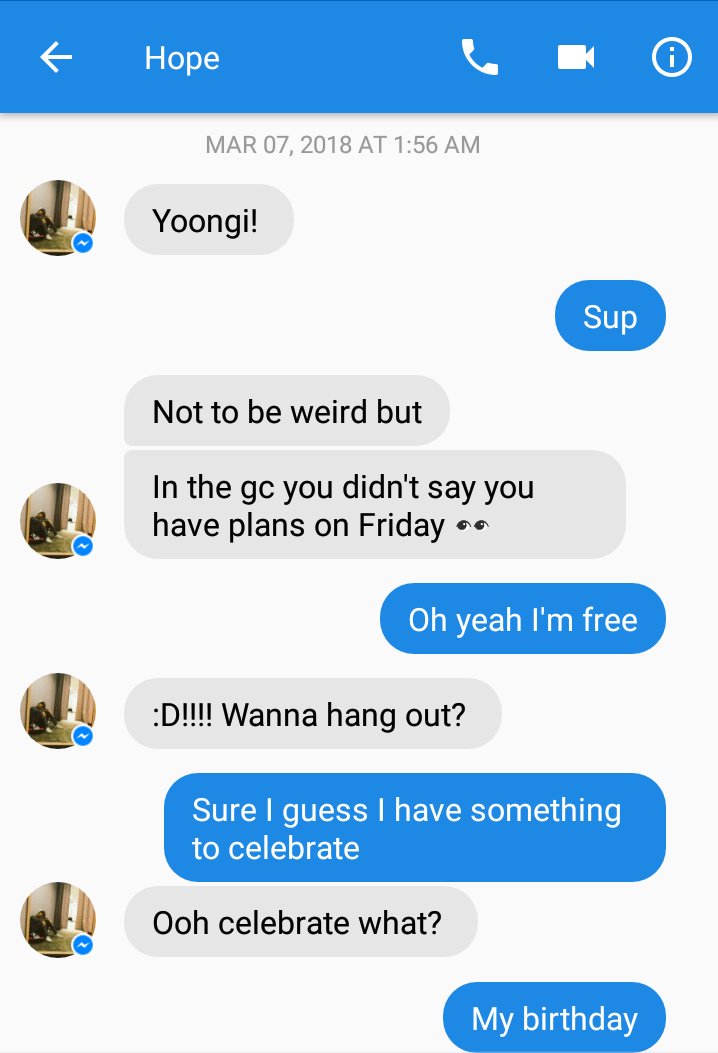 Hope
MAR 07, 2018 AT 1:56 AM
Yoongi!
Sup
Not to be weird but
In the gc you didn't say you
have plans on Friday 👀
Oh yeah I'm free
:D!!!! Wanna hang out?
Sure I guess I have something
to celebrate
Ooh celebrate what?
My birthday